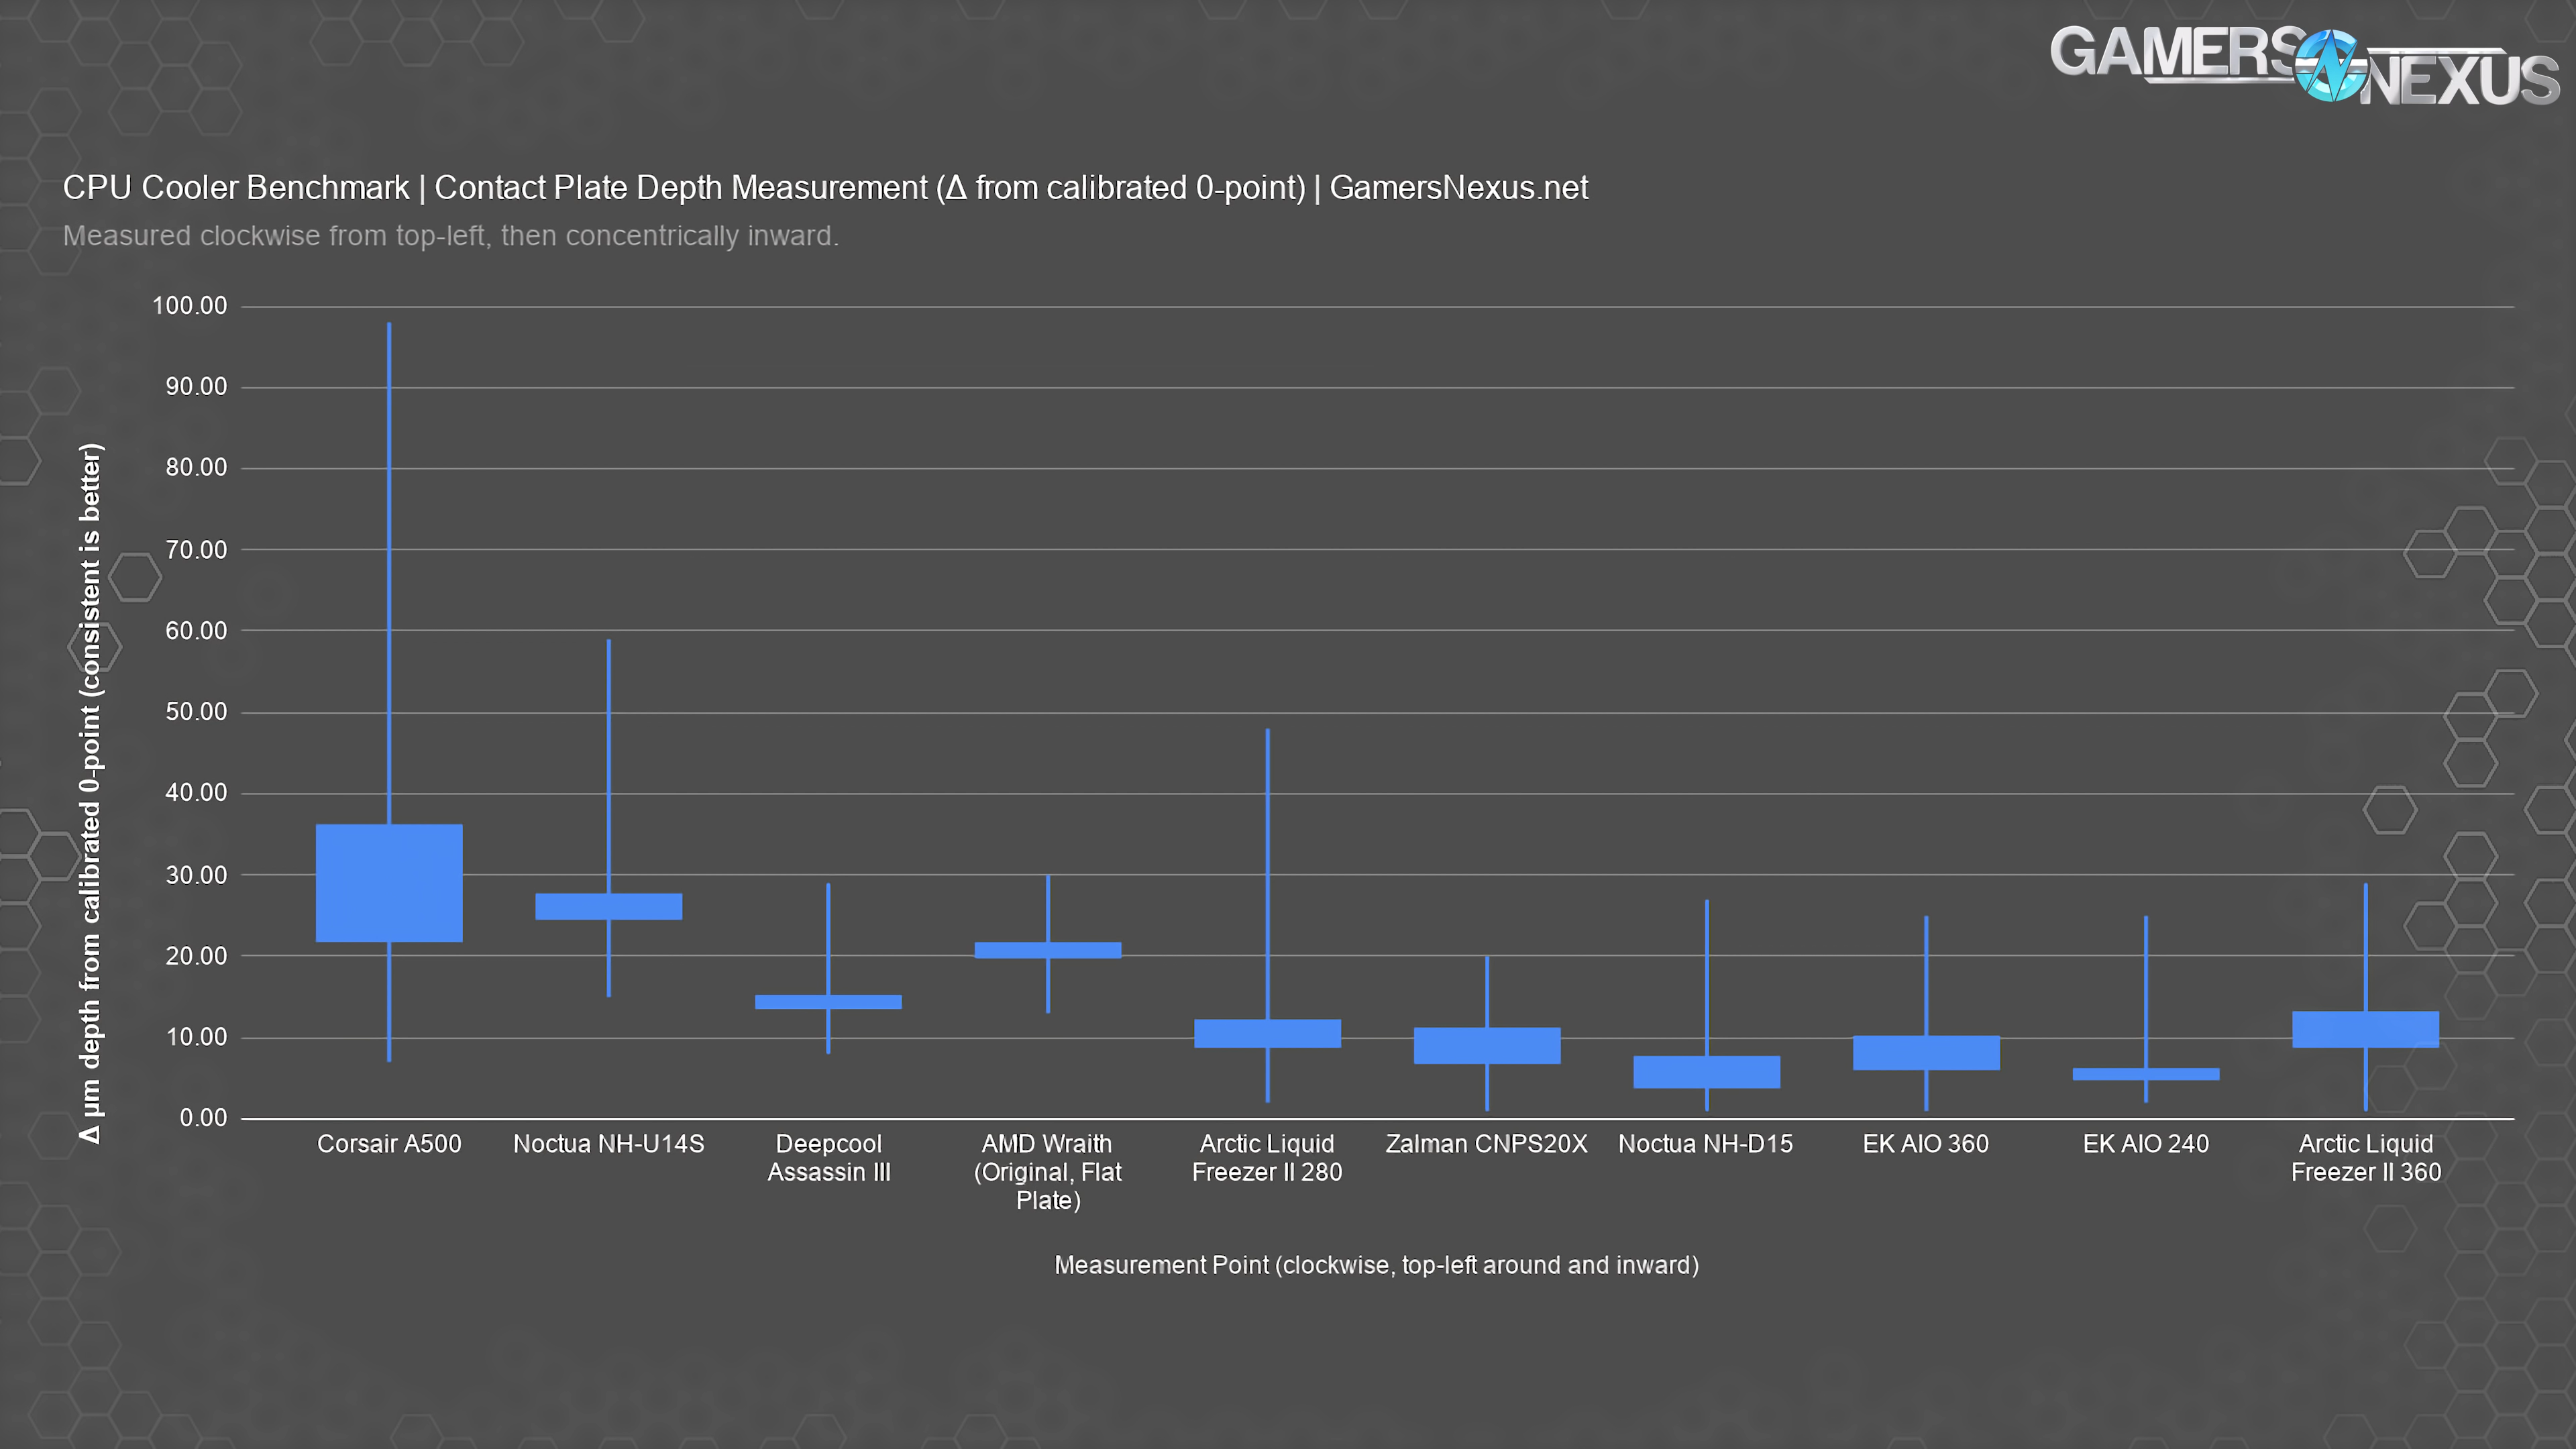 GAMERS NEXUS
CPU Cooler Benchmark | Contact Plate Depth Measurement (Δ from calibrated 0-point) | GamersNexus.net
Measured clockwise from top-left, then concentrically inward.
Δ µm depth from calibrated 0-point (consistent is better)
100.00
90.00
80.00
70.00
60.00
50.00
40.00
30.00
20.00
10.00
0.00
Corsair A500
Noctua NH-U14S
Deepcool
Assassin III
AMD Wraith
(Original, Flat
Plate)
Arctic Liquid
Freezer II 280
Zalman CNPS20X
Noctua NH-D15
EK AIO 360
EK AIO 240
Arctic Liquid
Freezer II 360
Measurement Point (clockwise, top-left around and inward)